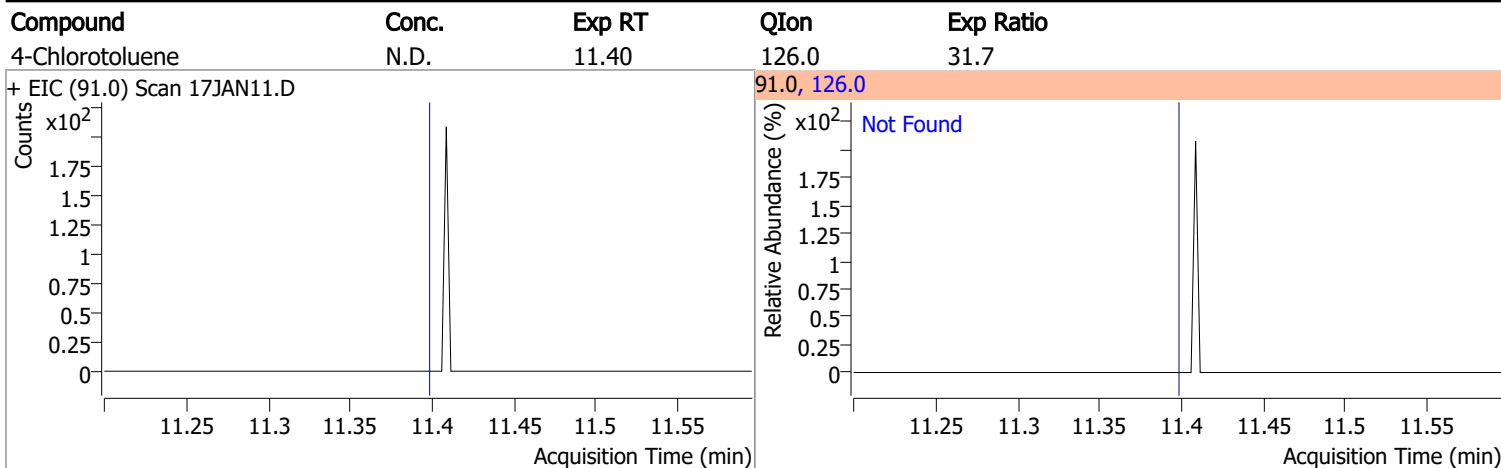 Compound Conc. Exp RT QIon Exp Ratio
4-Chlorotoluene N.D. 11.40 126.0 31.7
+ EIC (91.0) Scan 17JAN11.D
Counts
x10²
1.75
1.5
1.25
1
0.75
0.5
0.25
0
11.25 11.3 11.35 11.4 11.45 11.5 11.55
Acquisition Time (min)
91.0, 126.0
Relative Abundance (%)
x10²
Not Found
1.75
1.5
1.25
1
0.75
0.5
0.25
0
11.25 11.3 11.35 11.4 11.45 11.5 11.55
Acquisition Time (min)